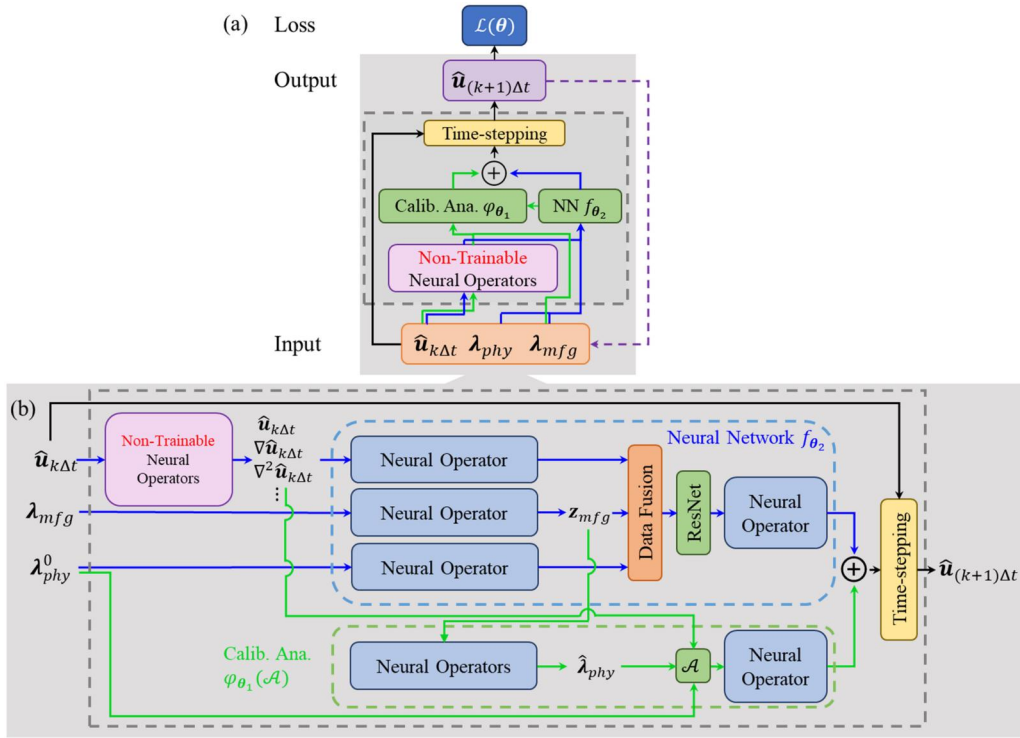 (a)
Loss
ℒ(θ)
Output
û(k+1)Δt
Time-stepping
+
Calib. Ana. φθ1
NN fθ2
Non-Trainable
Neural Operators
Input
ûkΔt λphy λmfg
(b)
ûkΔt
λmfg
λ0phy
Non-Trainable
Neural
Operators
ûkΔt
∇ûkΔt
∇2ûkΔt
⋮
Neural Network fθ2
Neural Operator
Neural Operator
zmfg
Neural Operator
Data Fusion
ResNet
Neural
Operator
+
Time-stepping
û(k+1)Δt
Calib. Ana.
φθ1(𝒜)
Neural Operators
λ̂phy
𝒜
Neural
Operator